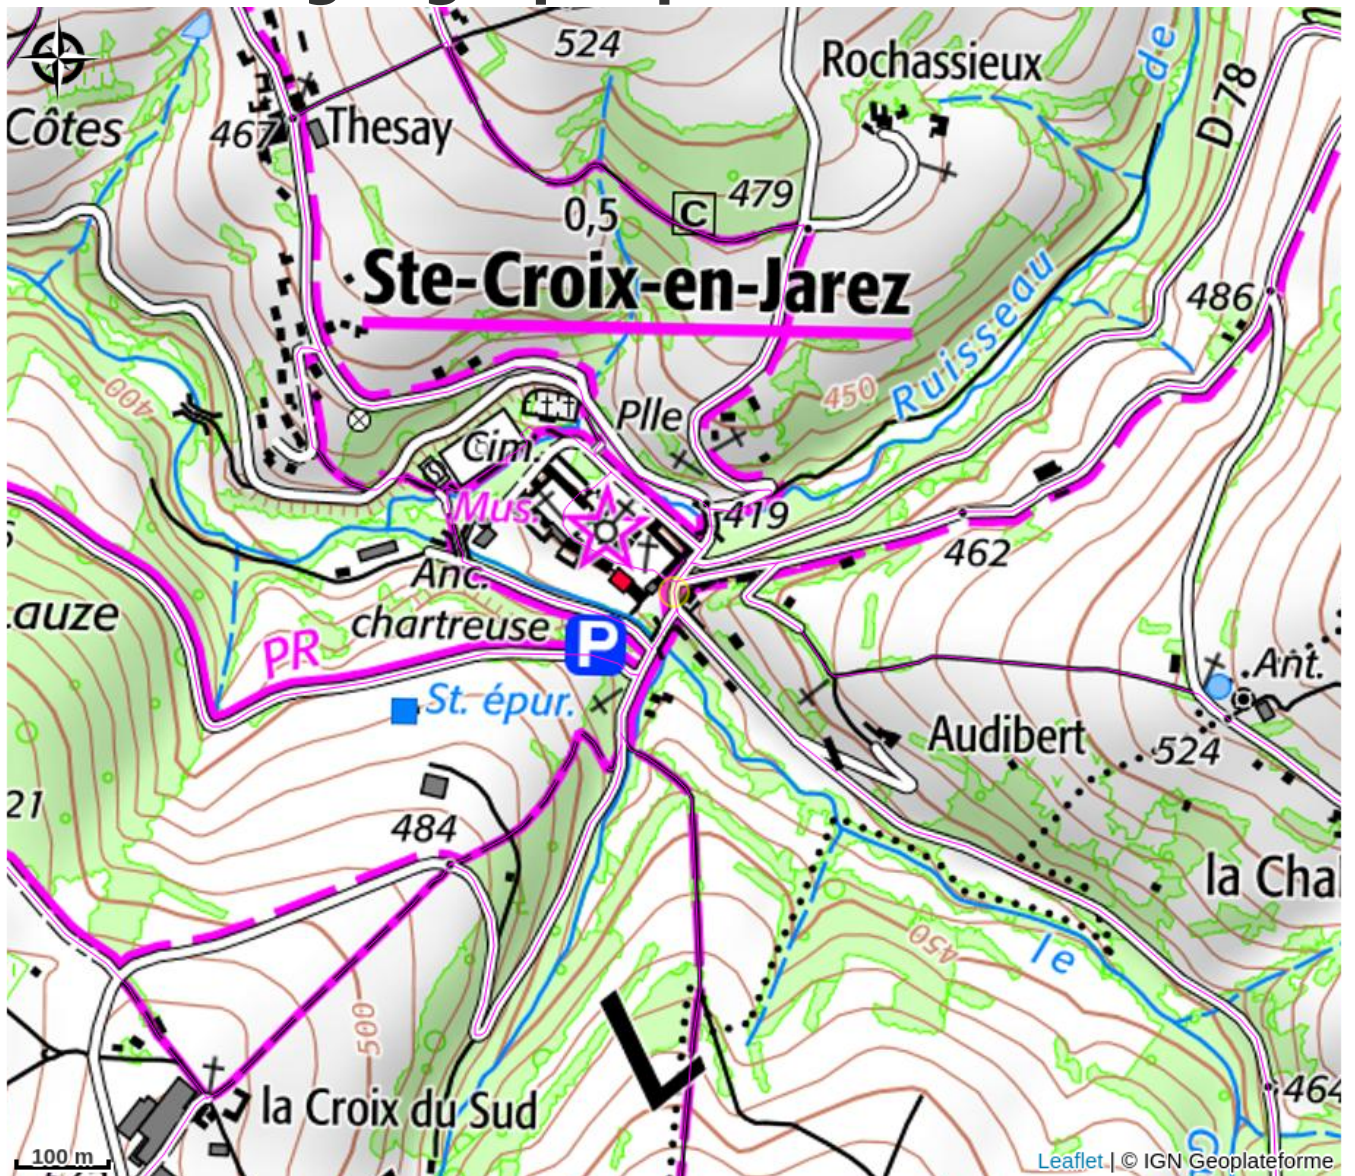 524
Rochassieux
de
D 78
Côtes
467
Thesay
479
C
0,5
Ste-Croix-en-Jarez
486
Ruisseau
400
450
Plle
Cim.
Mus.
419
462
Anc.
chartreuse
auze
P
PR
Ant.
St. épur.
Audibert
524
21
484
la Cha
450
le
500
L
la Croix du Sud
464
100 m
Leaflet | © IGN Geoplateforme